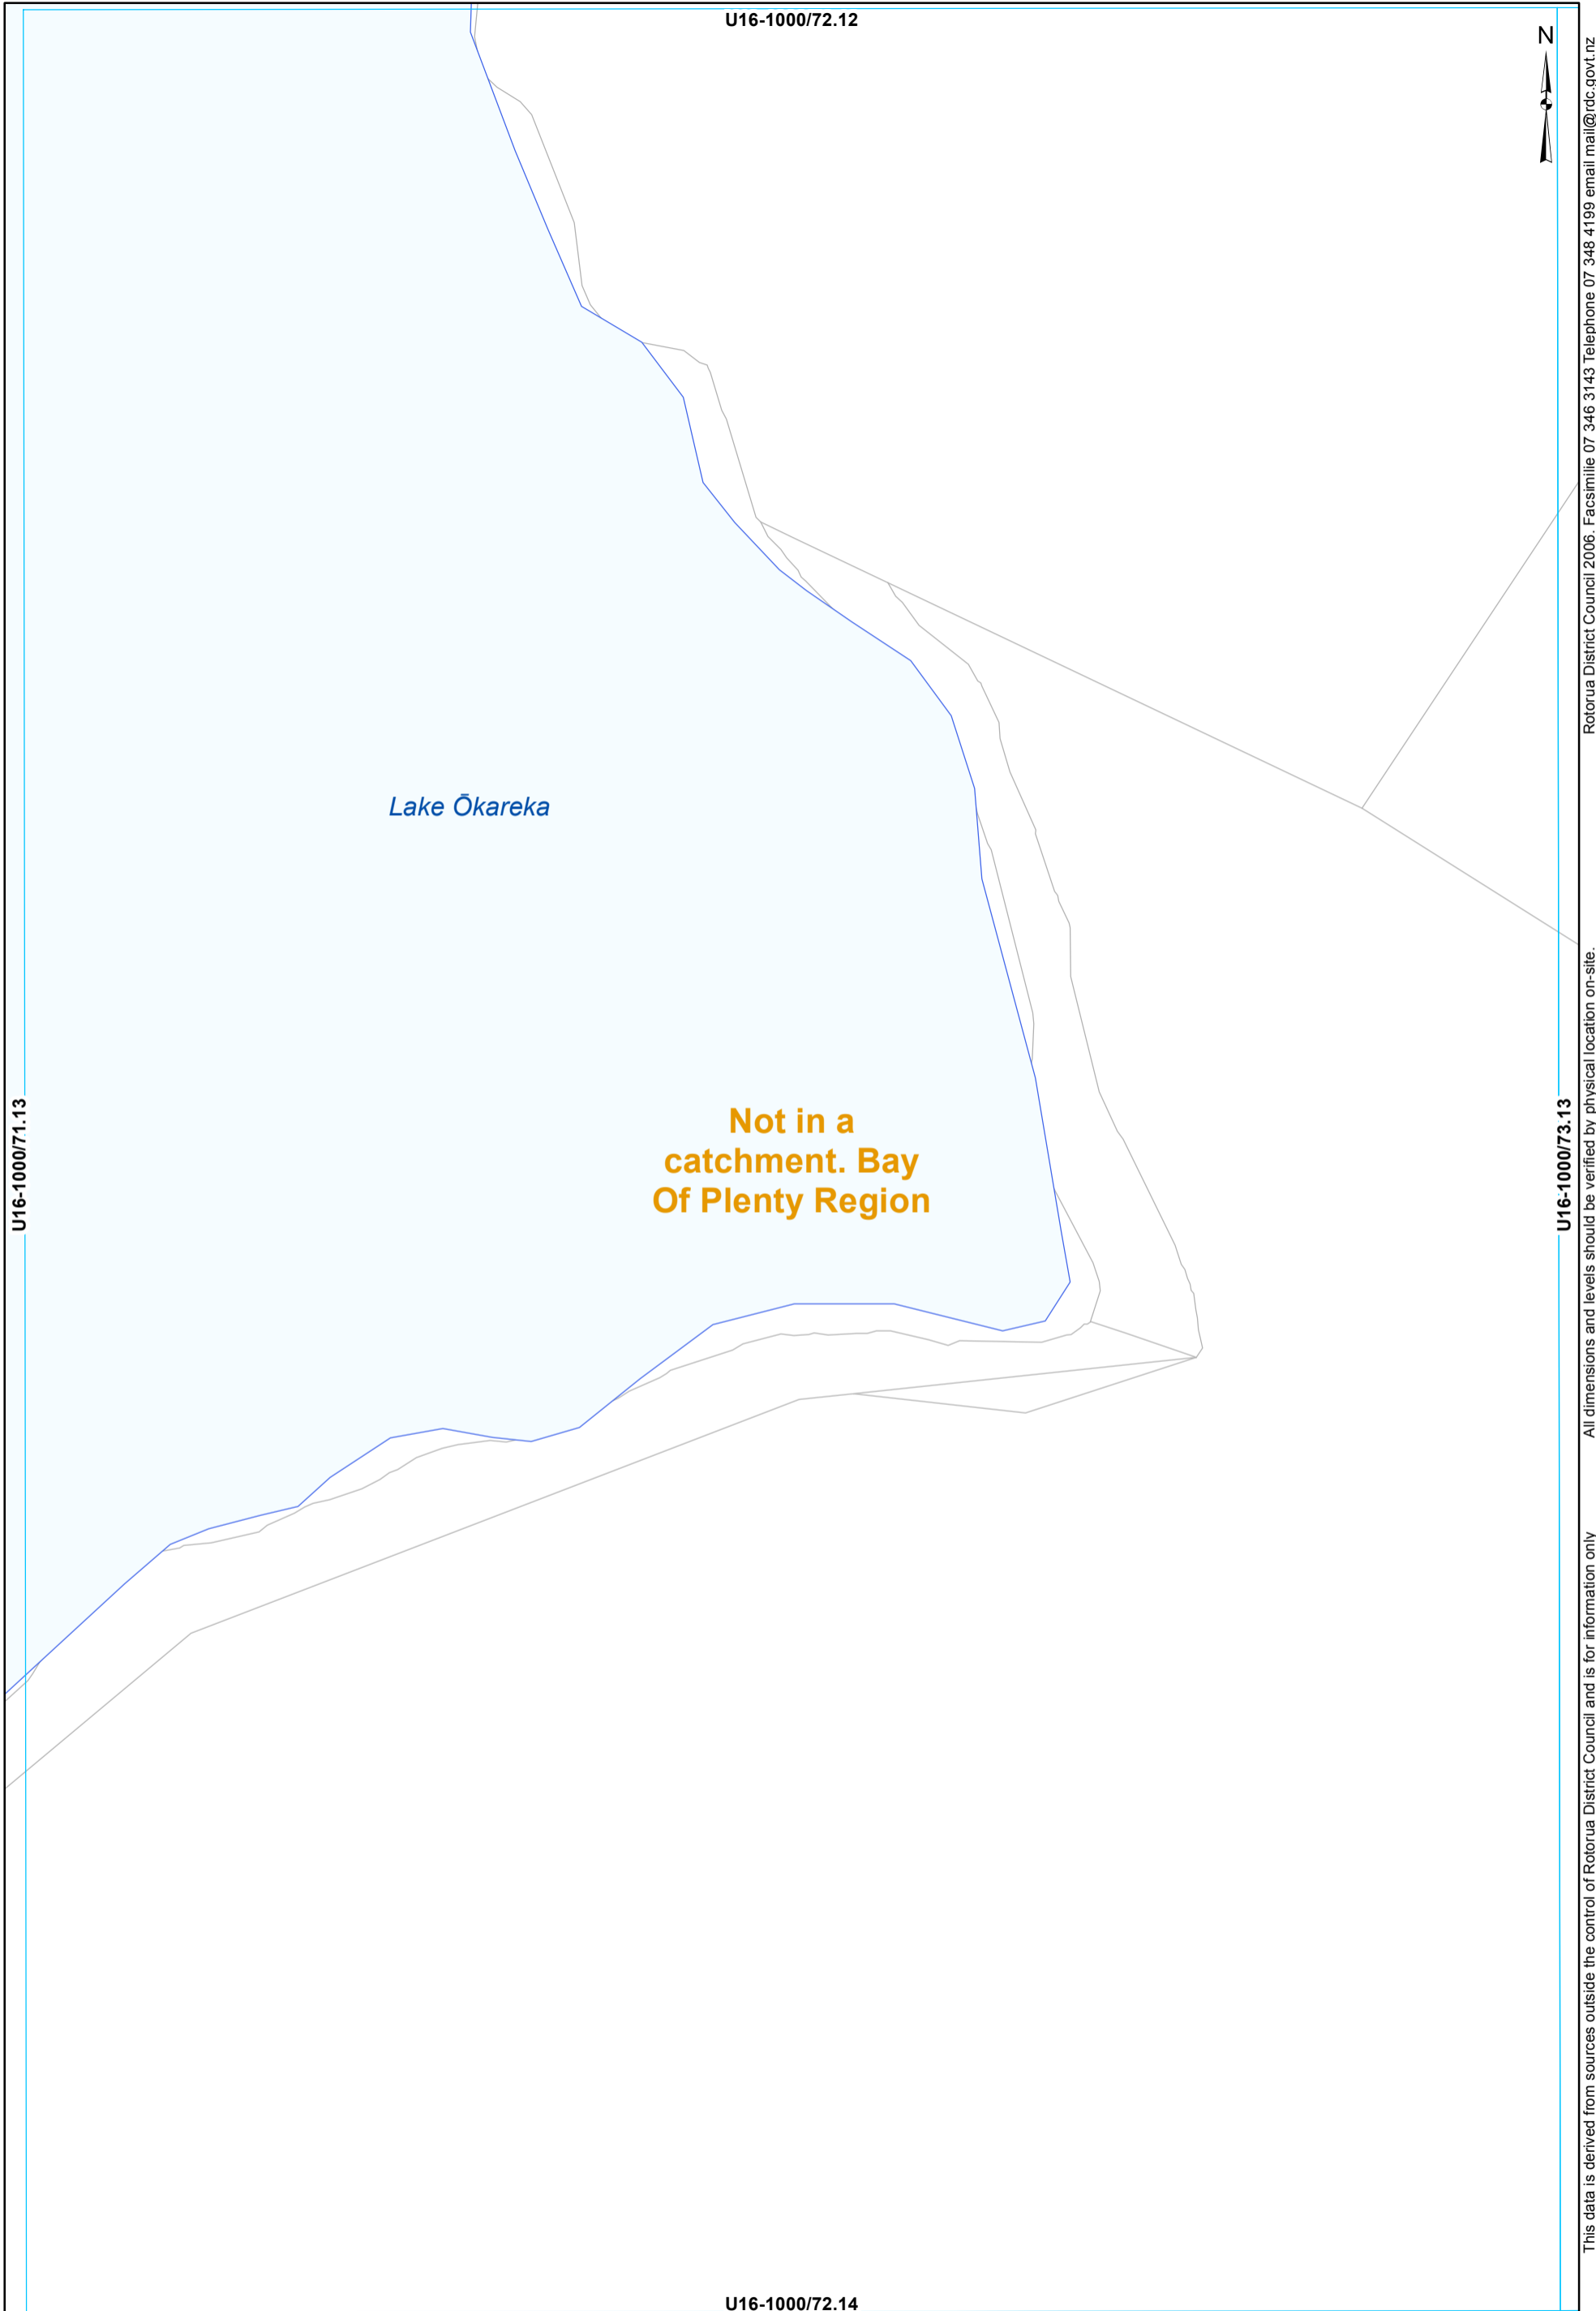 U16-1000/72.12
N
Lake Ōkareka
Not in a
catchment. Bay
Of Plenty Region
U16-1000/71.13
U16-1000/73.13
U16-1000/72.14
This data is derived from sources outside the control of Rotorua District Council and is for information only
All dimensions and levels should be verified by physical location on-site.
Rotorua District Council 2006. Facsimilie 07 346 3143 Telephone 07 348 4199 email mail@rdc.govt.nz